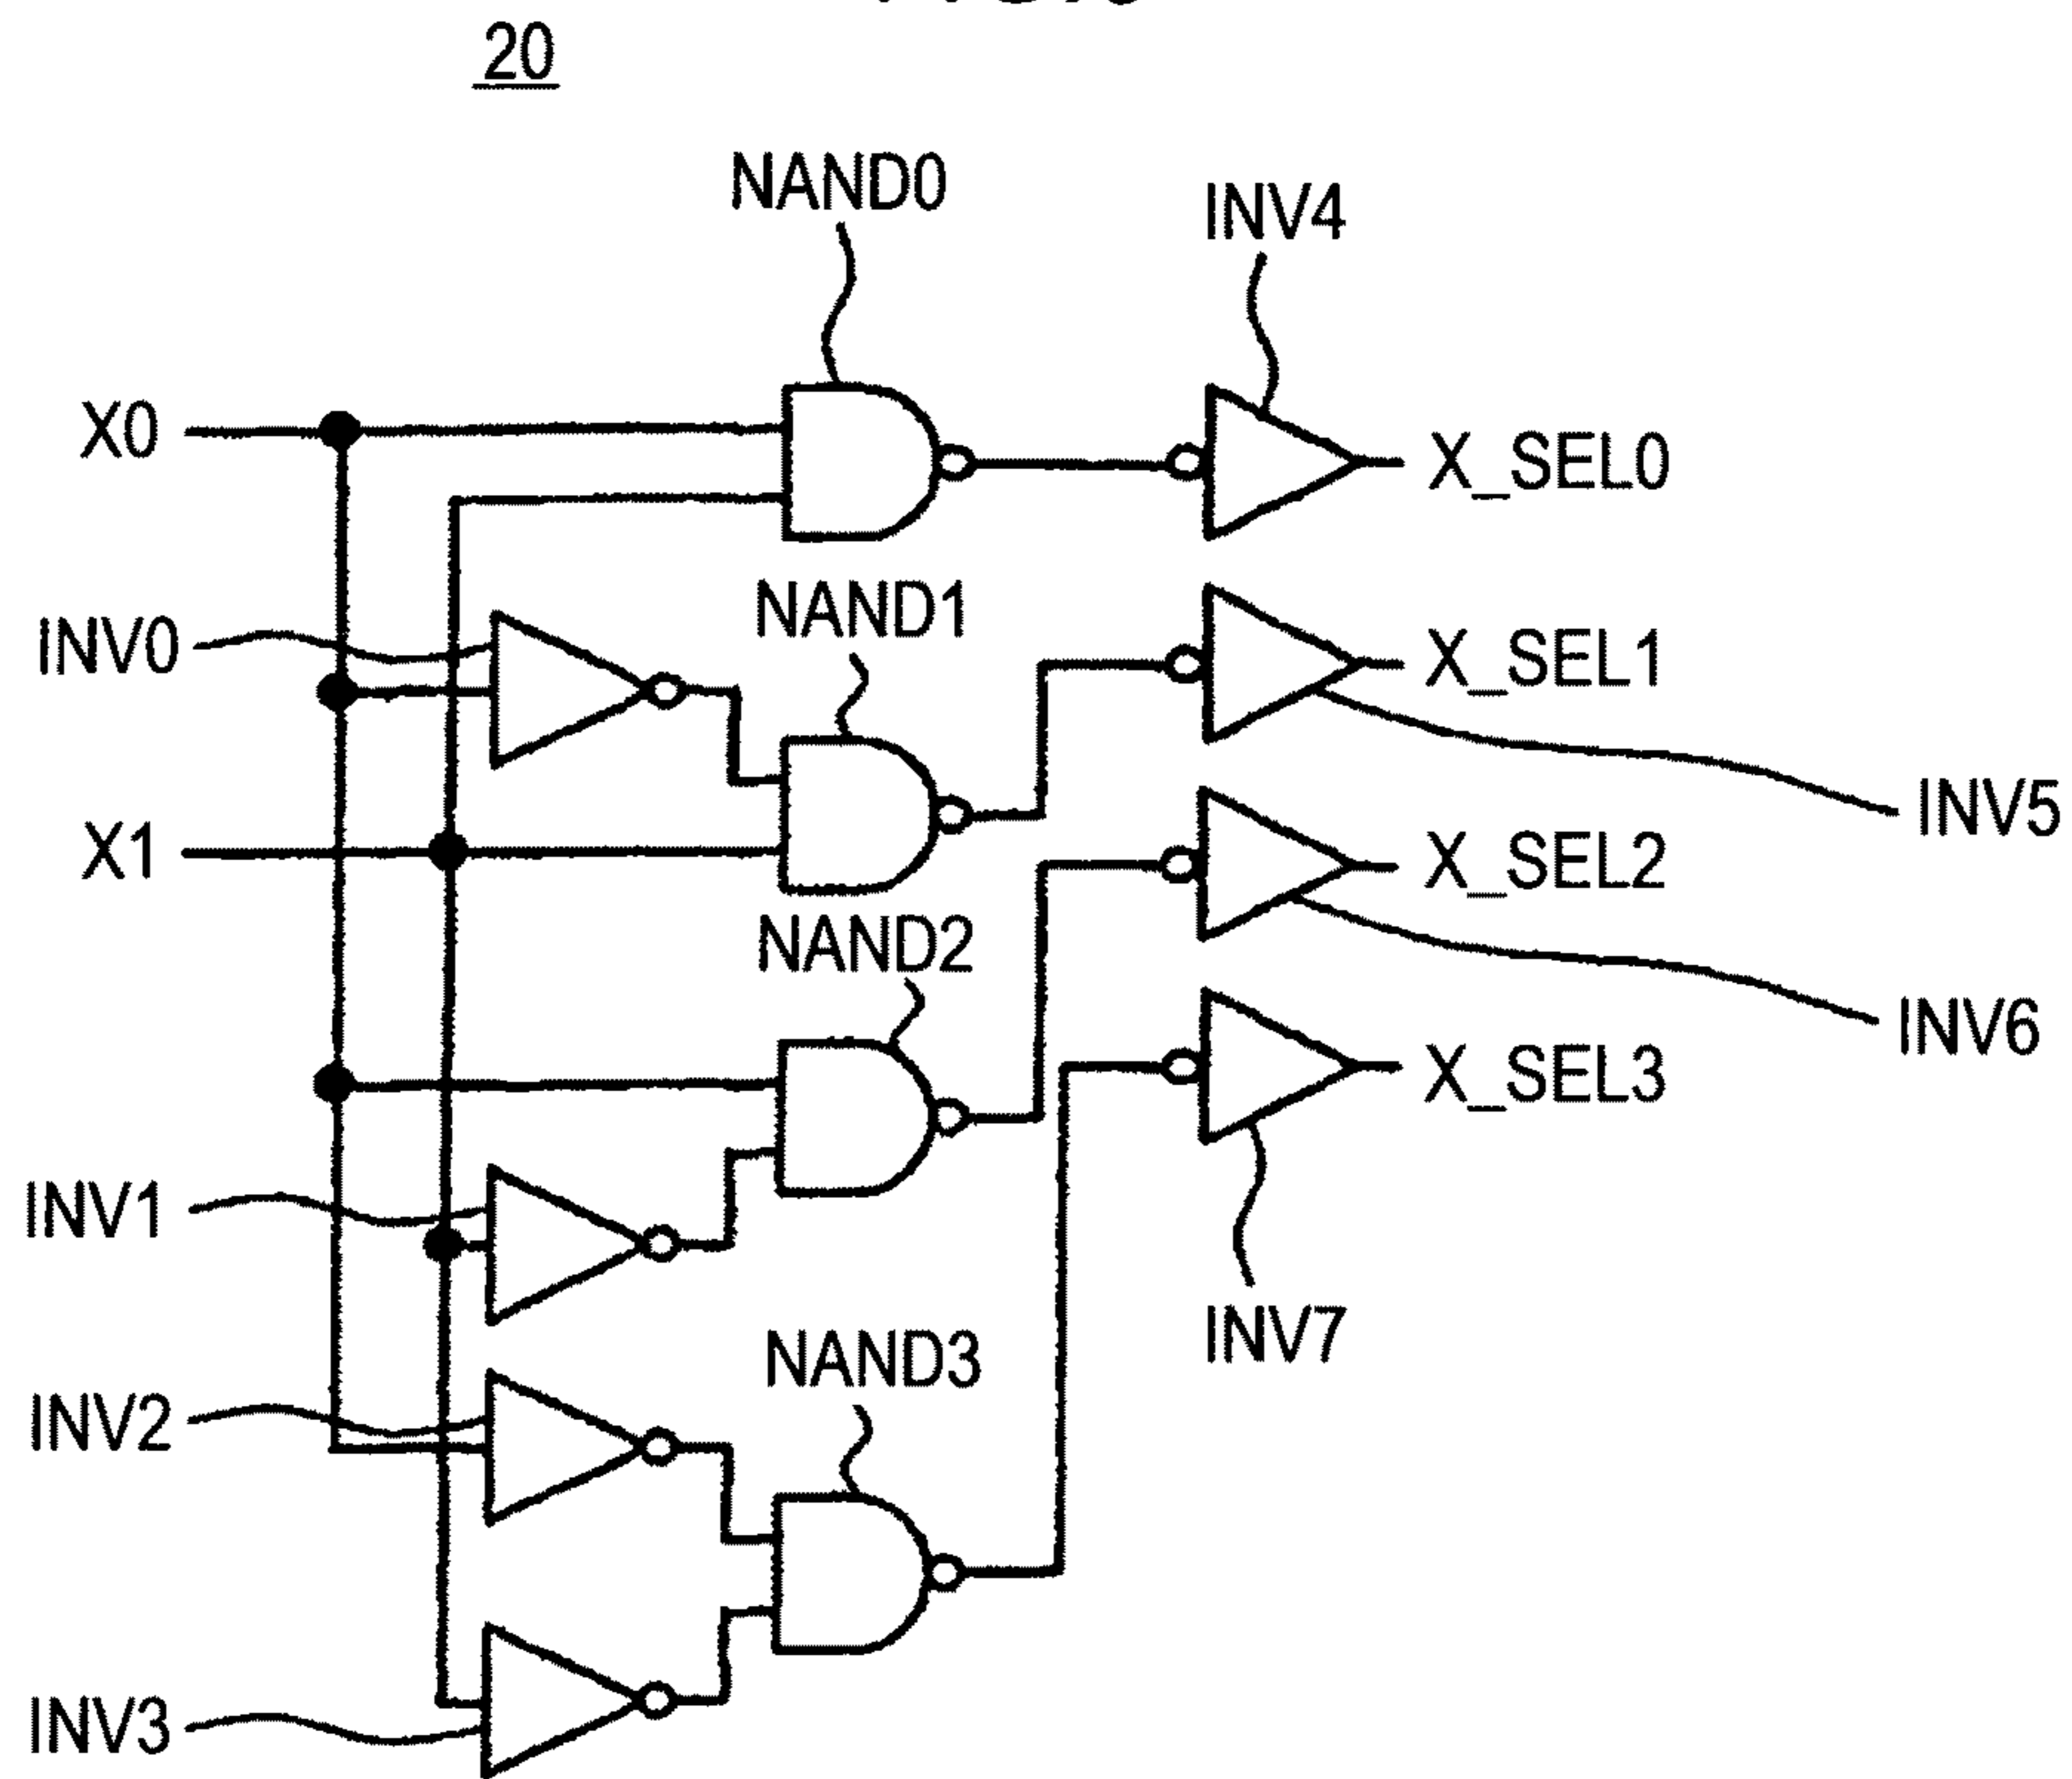 20
NAND0
INV4
X0
X_SEL0
INV0
NAND1
X_SEL1
INV5
X1
X_SEL2
NAND2
INV6
X_SEL3
INV1
INV7
NAND3
INV2
INV3